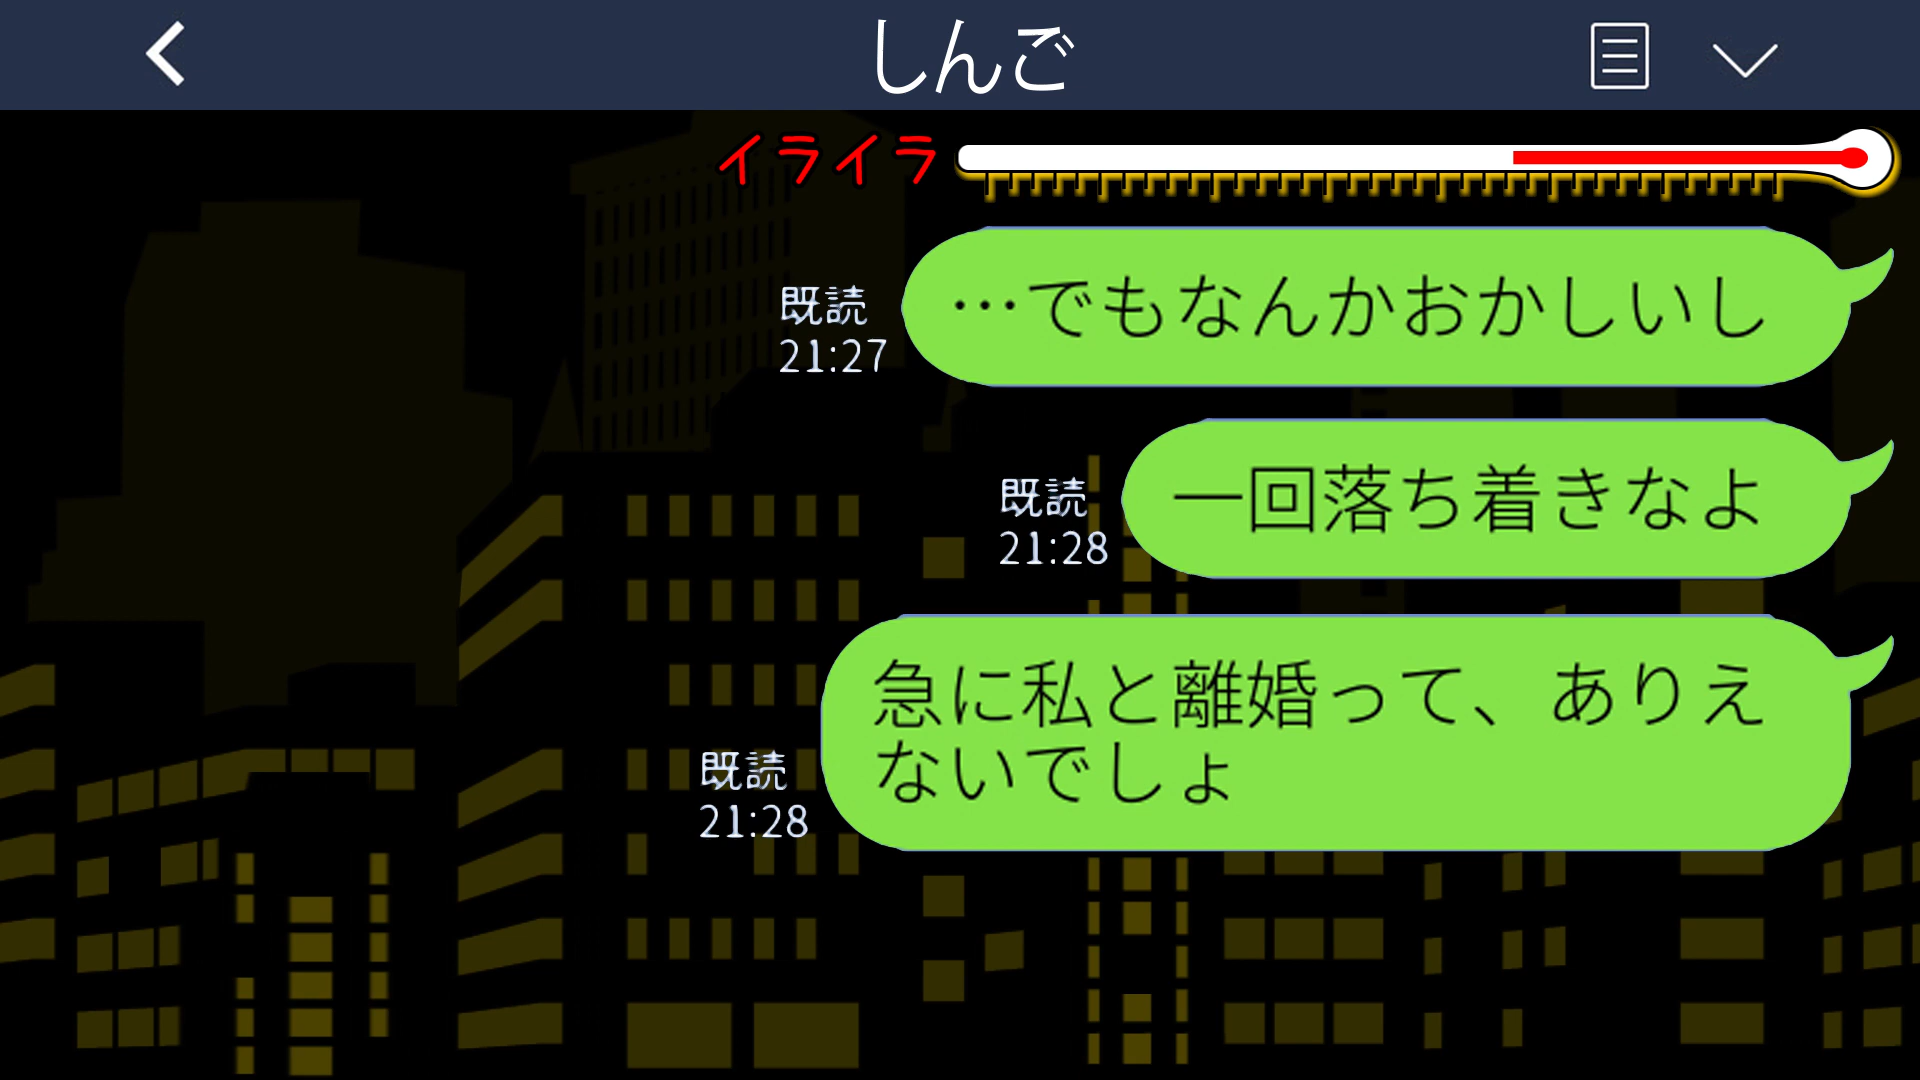 しんご
イライラ
…でもなんかおかしいし
既読
21:27
一回落ち着きなよ
既読
21:28
急に私と離婚って、ありえ
ないでしょ
既読
21:28